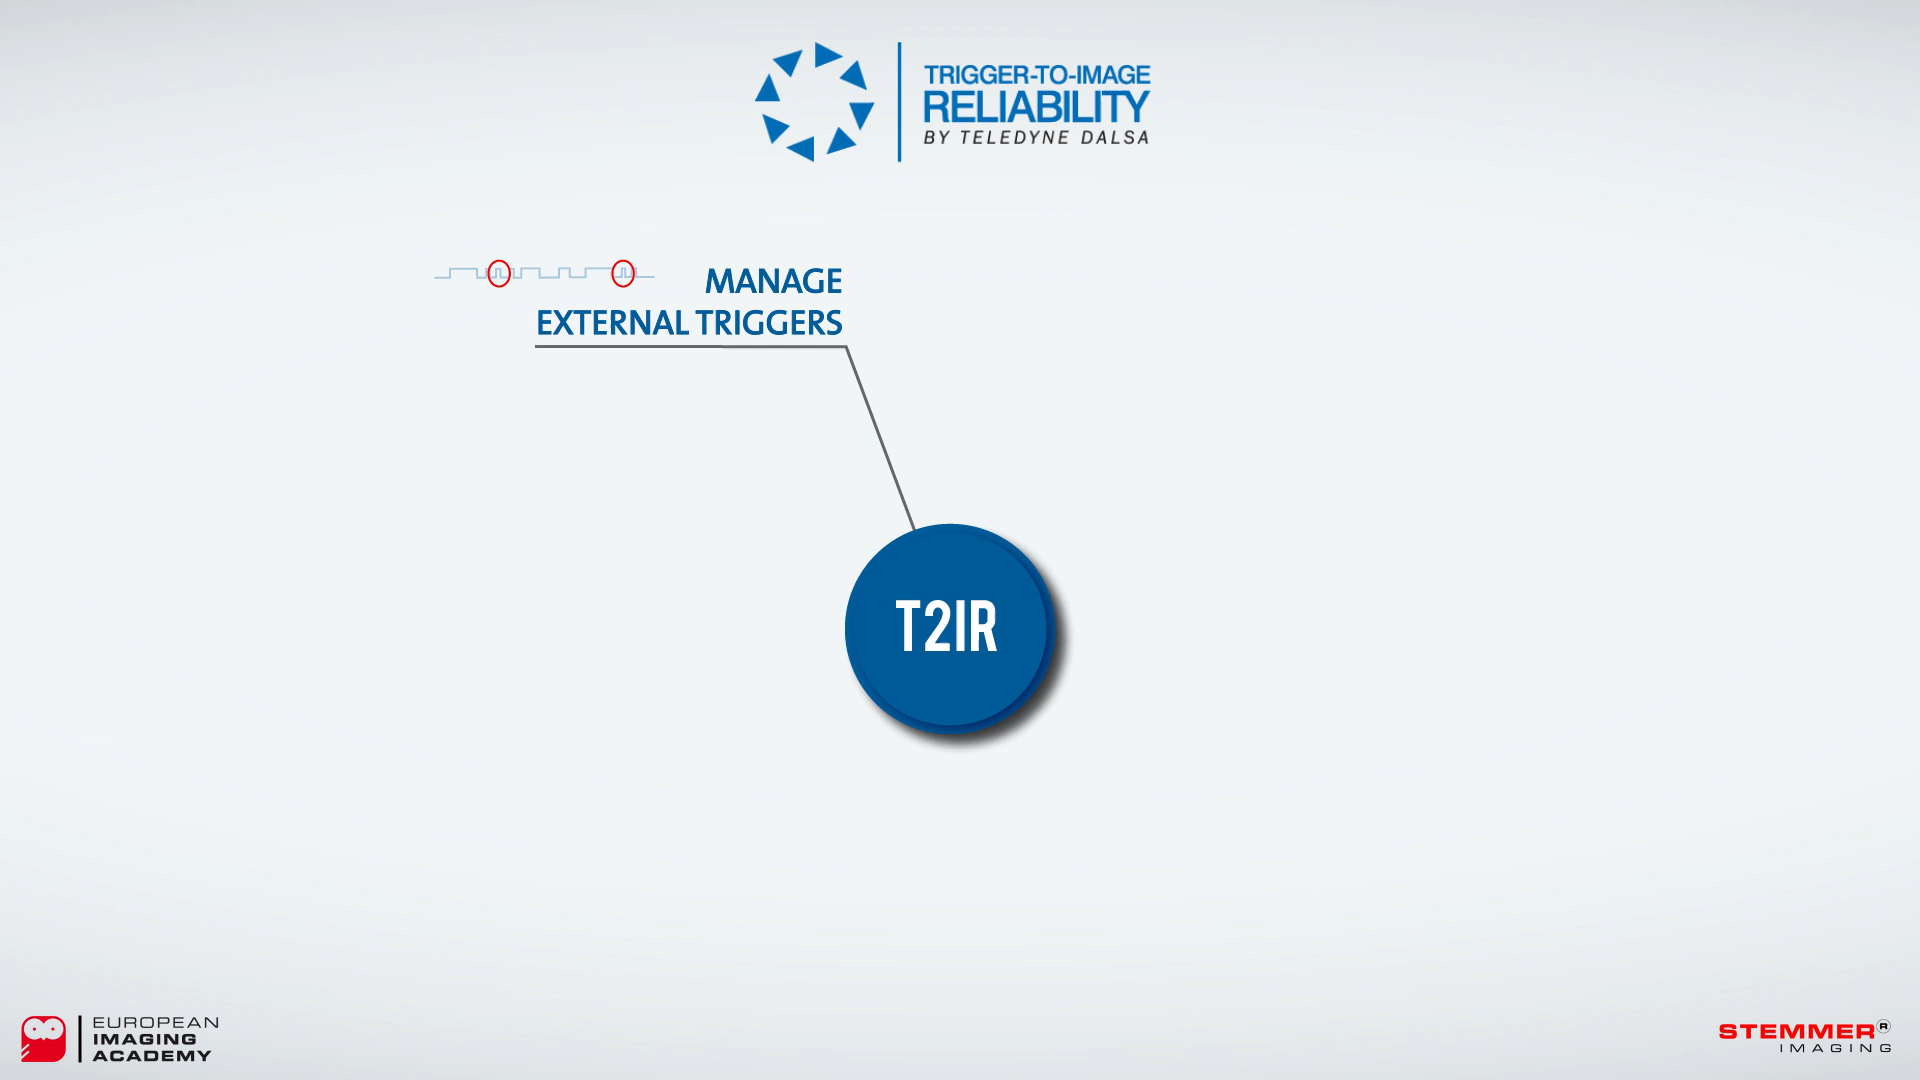 TRIGGER-TO-IMAGE
RELIABILITY
BY TELEDYNE DALSA
MANAGE
EXTERNAL TRIGGERS
T2IR
EUROPEAN
IMAGING
ACADEMY
STEMMER®
IMAGING